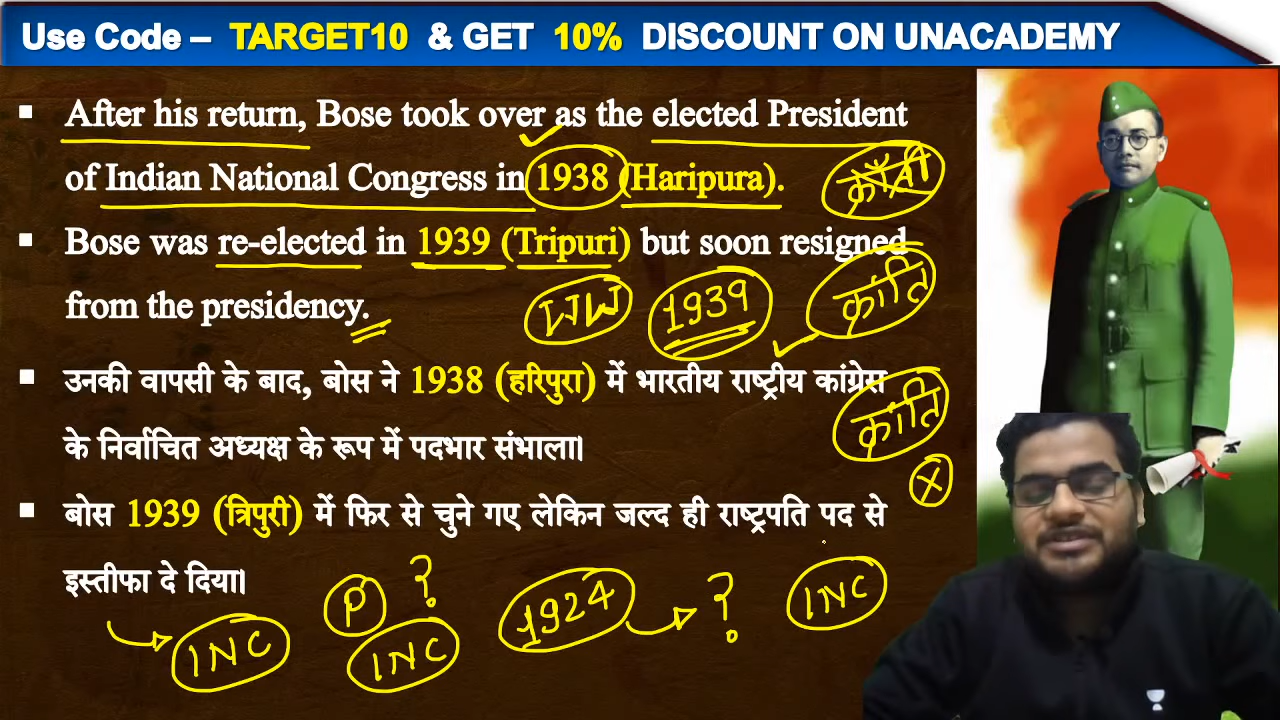 Use Code – TARGET10 & GET 10% DISCOUNT ON UNACADEMY
▪ After his return, Bose took over as the elected President
of Indian National Congress in 1938 (Haripura).
▪ Bose was re-elected in 1939 (Tripuri) but soon resigned
from the presidency.
WW 1939 क्रांति
▪ उनकी वापसी के बाद, बोस ने 1938 (हरिपुरा) में भारतीय राष्ट्रीय कांग्रेस
के निर्वाचित अध्यक्ष के रूप में पदभार संभाला।
क्रांति
X
▪ बोस 1939 (त्रिपुरी) में फिर से चुने गए लेकिन जल्द ही राष्ट्रपति पद से
इस्तीफा दे दिया।
P ? 1924 ? INC
INC INC